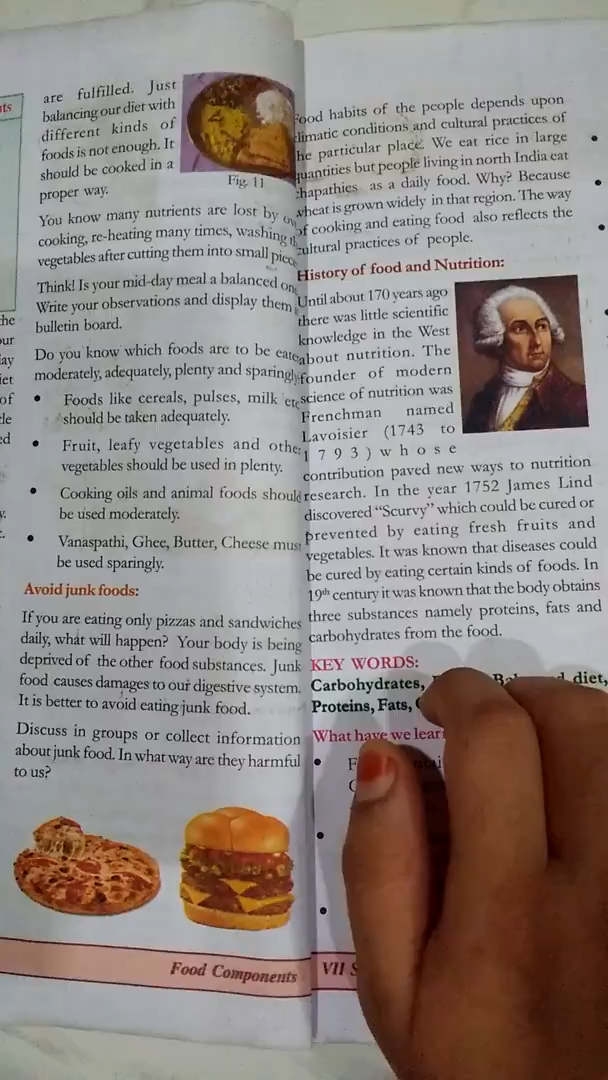 are fulfilled. Just
balancing our diet with
different kinds of
foods is not enough. It
should be cooked in a
proper way.
Fig. 11
You know many nutrients are lost by
cooking, re-heating many times, washing
vegetables after cutting them into small
Think! Is your mid-day meal a balanced
Write your observations and display them
bulletin board.
Do you know which foods are to be
moderately, adequately, plenty and sparingly
• Foods like cereals, pulses, milk
should be taken adequately.
• Fruit, leafy vegetables and
vegetables should be used in plenty.
• Cooking oils and animal foods should
be used moderately.
• Vanaspathi, Ghee, Butter, Cheese
be used sparingly.
Avoid junk foods:
If you are eating only pizzas and sandwiches
daily, what will happen? Your body is being
deprived of the other food substances. Junk
food causes damages to our digestive system.
It is better to avoid eating junk food.
Discuss in groups or collect information
about junk food. In what way are they harmful
to us?
Food Components
habits of the people depends upon
conditions and cultural practices of
particular place. We eat rice in large
quantities but people living in north India eat
as a daily food. Why? Because
wheat is grown widely in that region. The way
of cooking and eating food also reflects the
cultural practices of people.
History of food and Nutrition:
Until about 170 years ago
there was little scientific
knowledge in the West
about nutrition. The
founder of modern
science of nutrition was
Frenchman named
Lavoisier (1743 to
1 7 9 3 ) w h o s e
contribution paved new ways to nutrition
research. In the year 1752 James Lind
discovered “Scurvy” which could be cured or
prevented by eating fresh fruits and
vegetables. It was known that diseases could
be cured by eating certain kinds of foods. In
19th century it was known that the body obtains
three substances namely proteins, fats and
carbohydrates from the food.
KEY WORDS:
Carbohydrates, diet,
Proteins, Fats,
What have we
VII